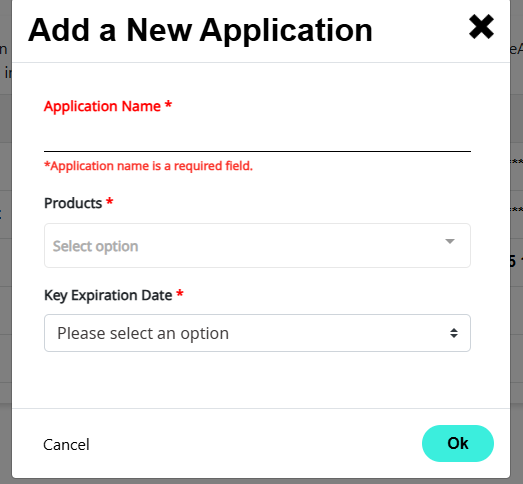 Add a New Application
Application Name *
*Application name is a required field.
Products *
Select option
Key Expiration Date *
Please select an option
Cancel
Ok